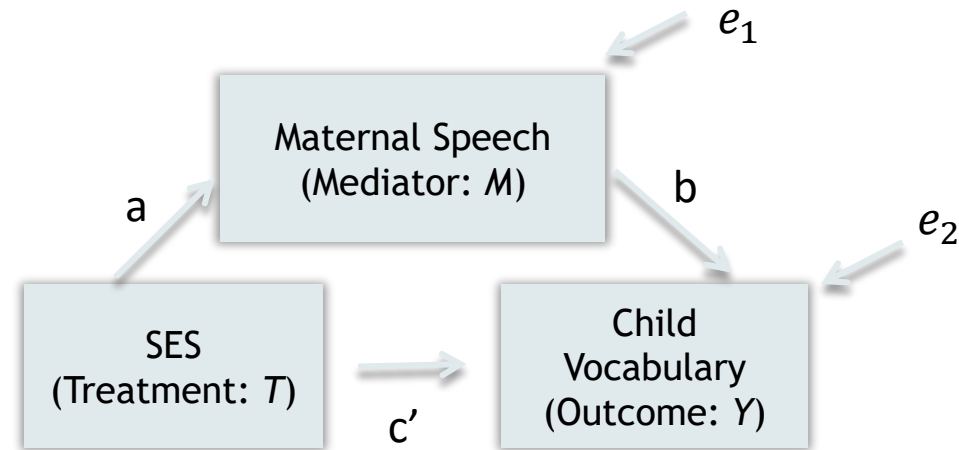 e₁
Maternal Speech
(Mediator: M)
a
b
e₂
SES
(Treatment: T)
c’
Child
Vocabulary
(Outcome: Y)